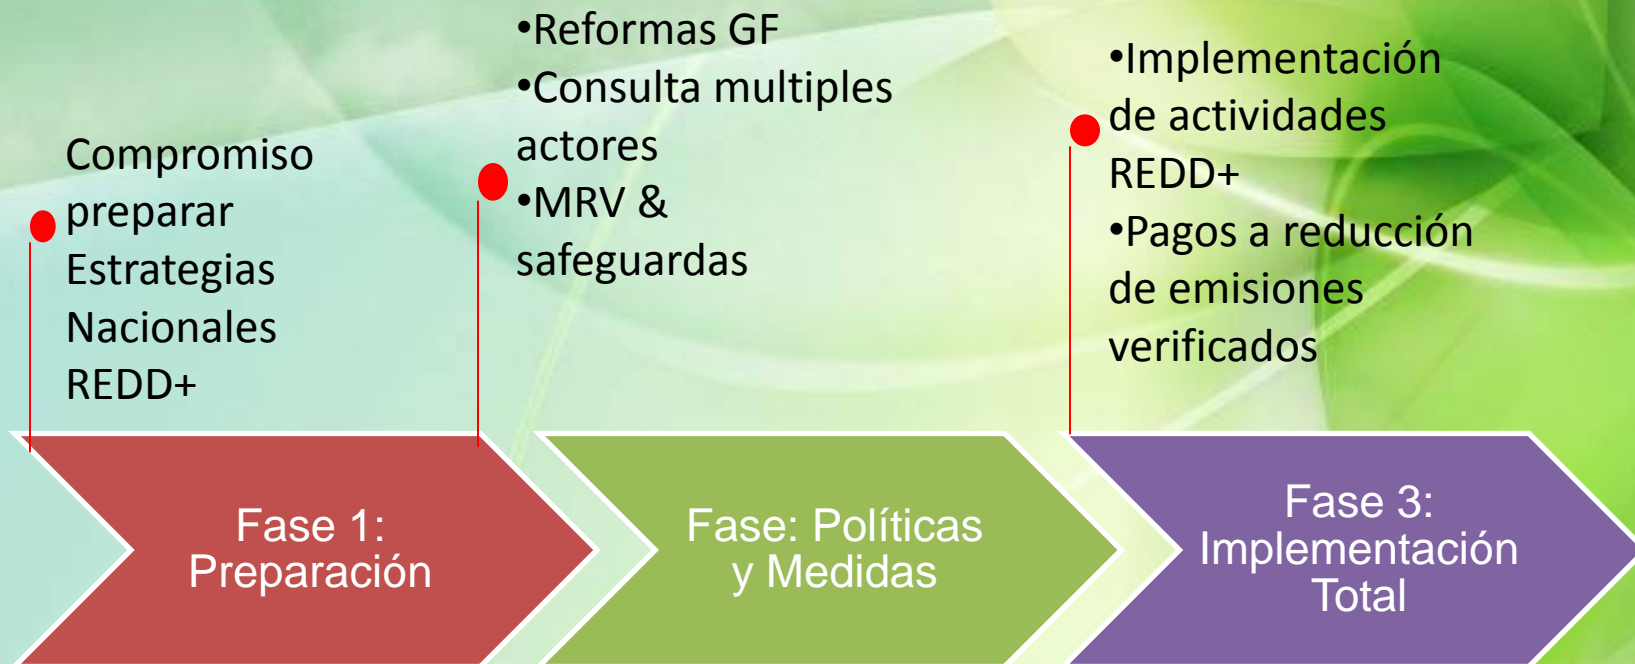 Compromiso
preparar
Estrategias
Nacionales
REDD+
•Reformas GF
•Consulta multiples
actores
•MRV &
safeguardas
•Implementación
de actividades
REDD+
•Pagos a reducción
de emisiones
verificados
Fase 1:
Preparación
Fase: Políticas
y Medidas
Fase 3:
Implementación
Total